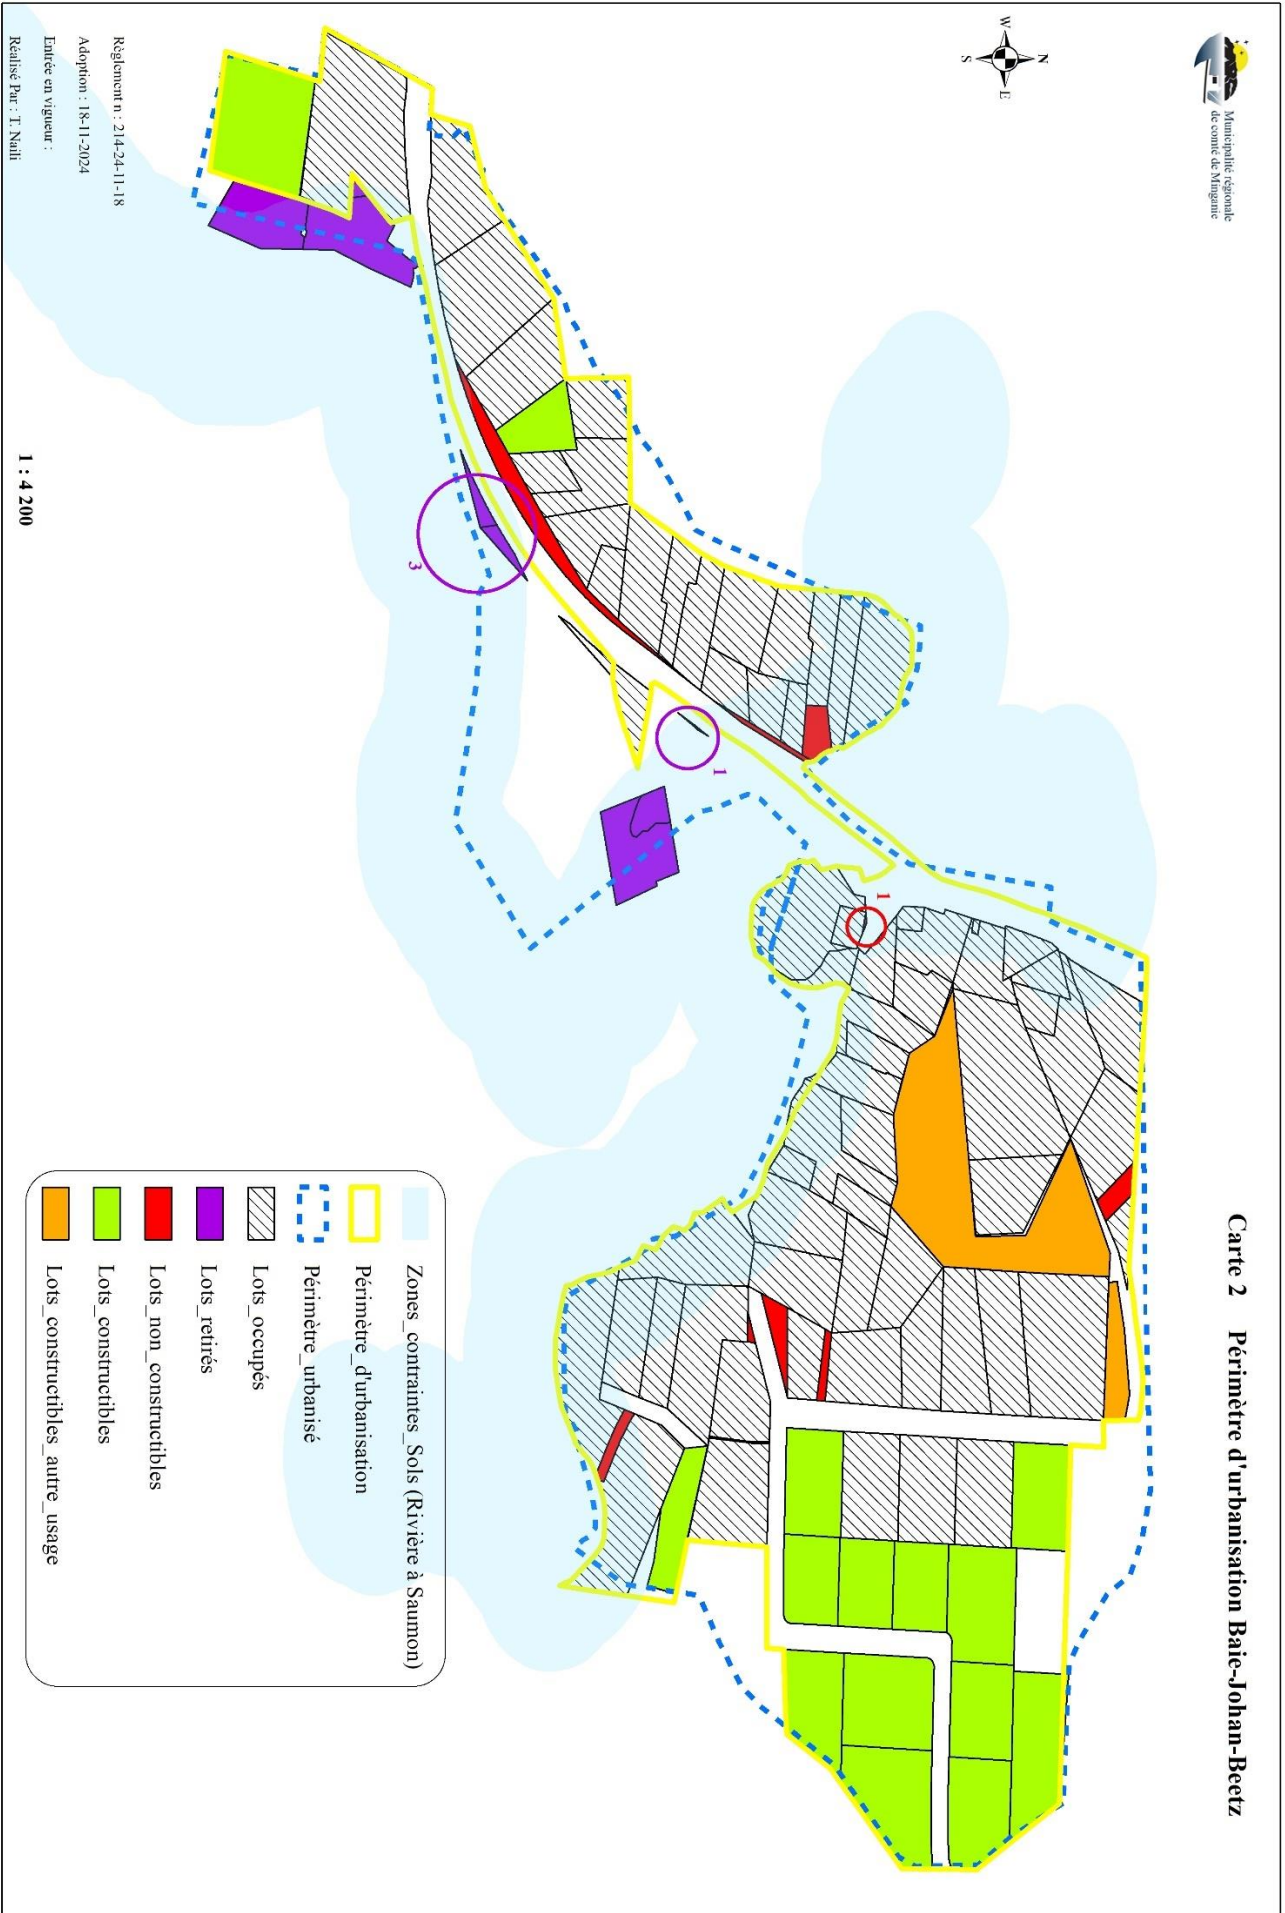 Municipalité régionale
de comté de Minganie
Carte 2 Périmètre d'urbanisation Baie-Johan-Beetz
N
W
E
S
1
1
3
Zones_contraintes_Sols (Rivière à Saumon)
Périmètre_d'urbanisation
Périmètre_urbanisé
Lots_occupés
Lots_retirés
Lots_non_constructibles
Lots_constructibles
Lots_constructibles_autre_usage
Règlement n : 214-24-11-18
Adoption : 18-11-2024
Entrée en vigueur :
Réalisé Par : T. Naili
1 : 4 200